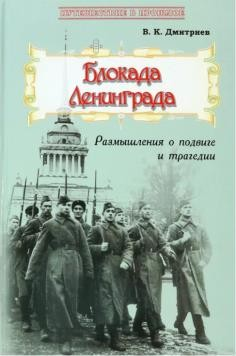 ПУТЕШЕСТВИЕ В ПРОШЛОЕ
В. К. Дмитриев
Блокада
Ленинграда
Размышления о подвиге
и трагедии